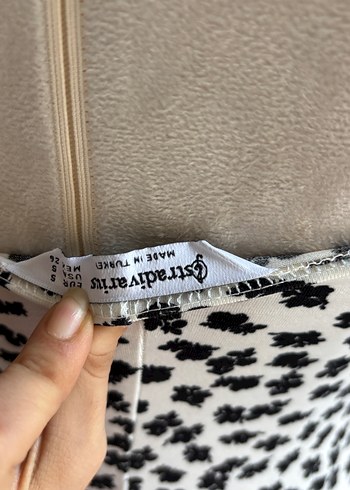 stradivarius
MADE IN TURKEY
EUR S
USA S
MEX 26